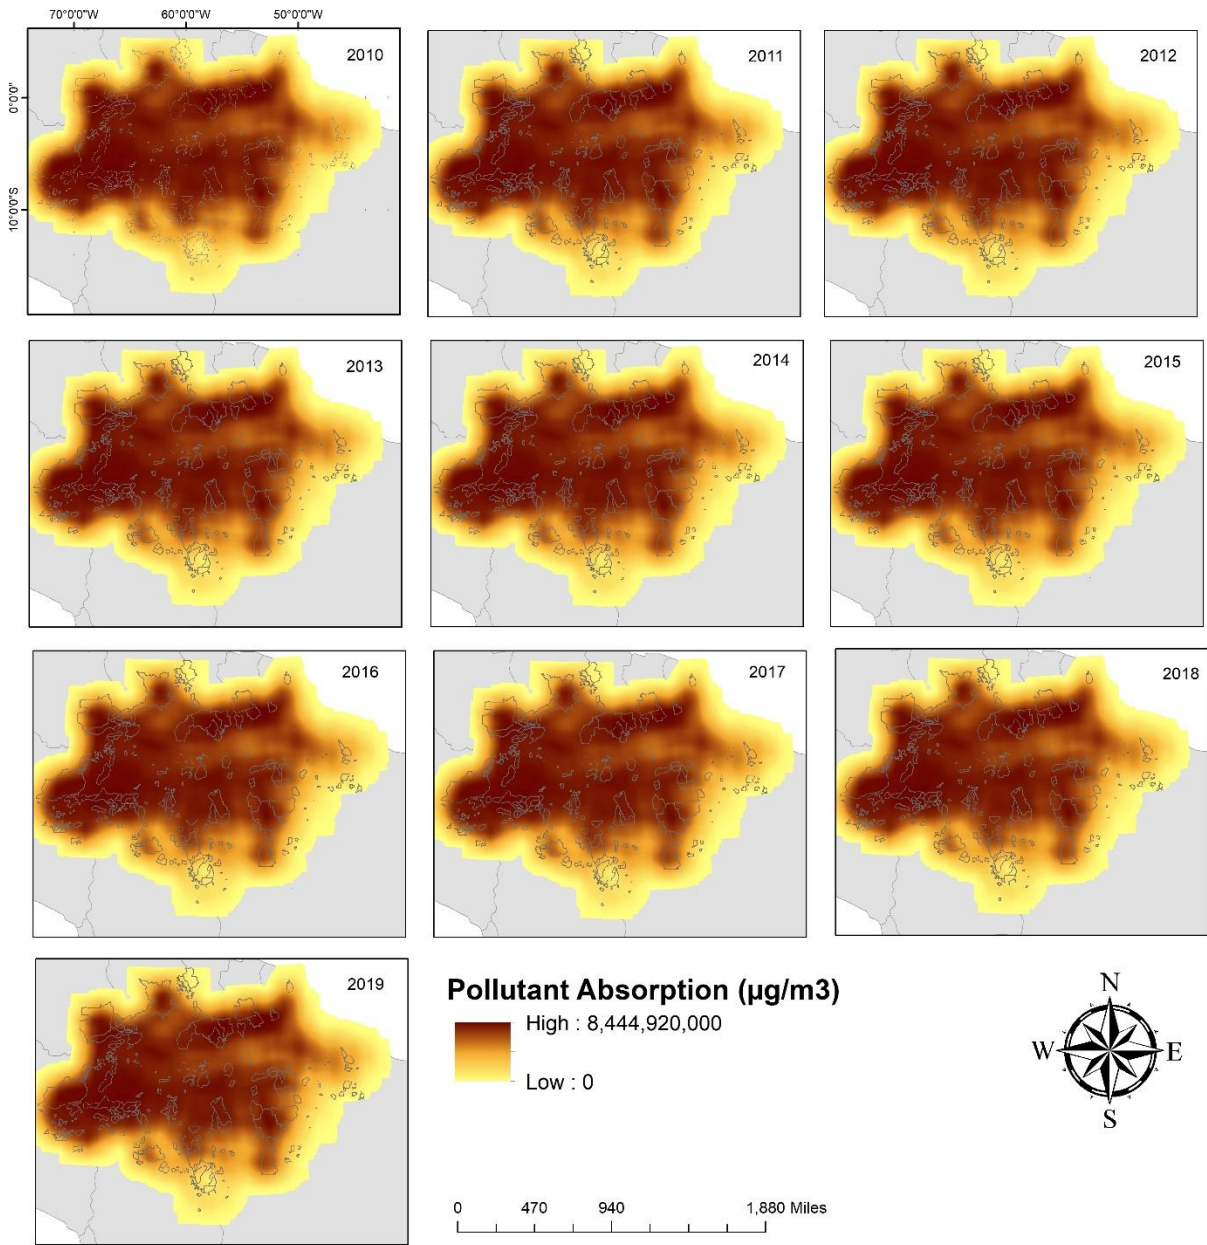 70°0'0"W 60°0'0"W 50°0'0"W
0°0'0"
10°0'0"S
2010
2011
2012
2013
2014
2015
2016
2017
2018
2019
Pollutant Absorption (µg/m3)
High : 8,444,920,000
Low : 0
N
W E
S
0 470 940 1,880 Miles